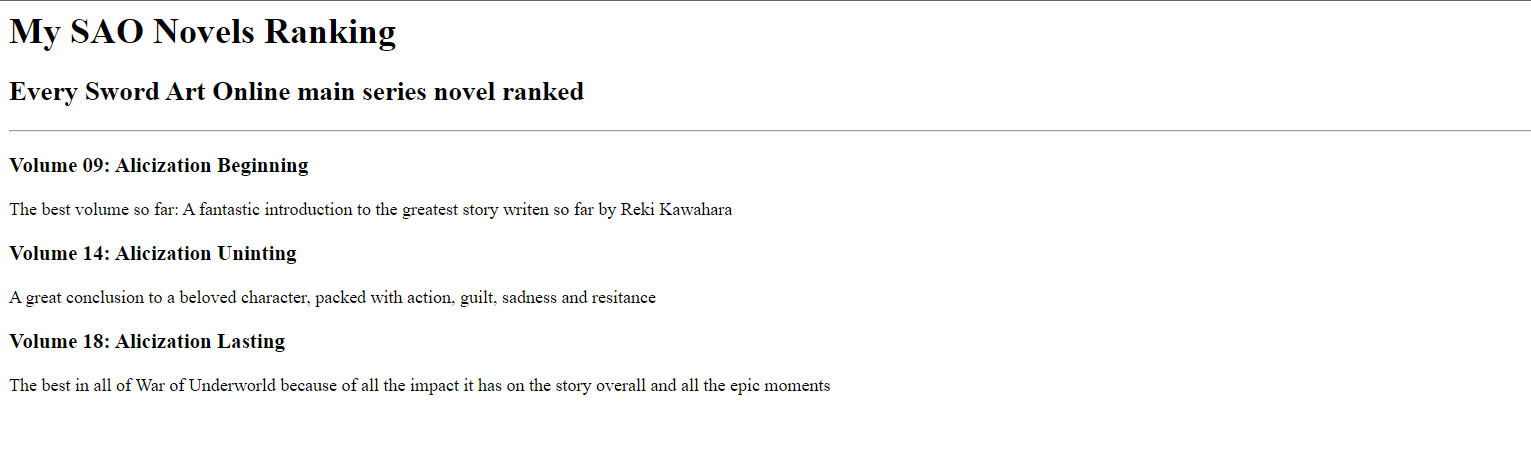 My SAO Novels Ranking
Every Sword Art Online main series novel ranked
Volume 09: Alicization Beginning
The best volume so far: A fantastic introduction to the greatest story writen so far by Reki Kawahara
Volume 14: Alicization Uninting
A great conclusion to a beloved character, packed with action, guilt, sadness and resitance
Volume 18: Alicization Lasting
The best in all of War of Underworld because of all the impact it has on the story overall and all the epic moments